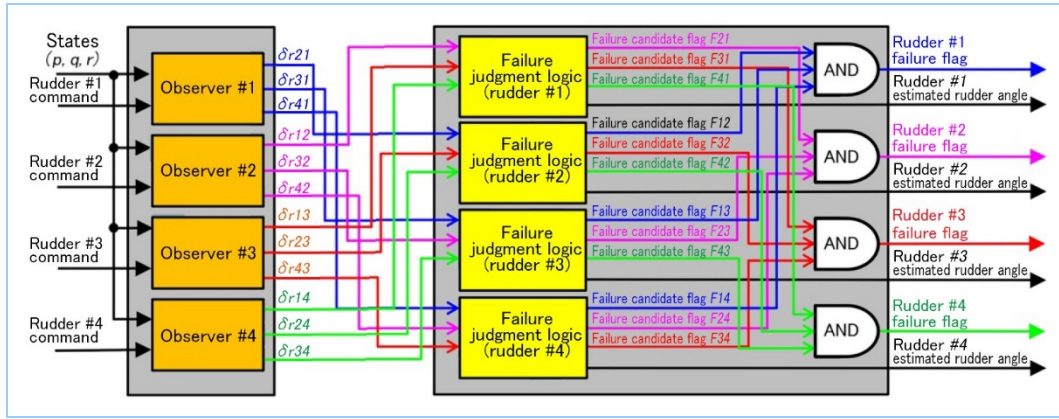 States
(p, q, r)
Rudder #1
command
Rudder #2
command
Rudder #3
command
Rudder #4
command
Observer #1
Observer #2
Observer #3
Observer #4
δr21
δr31
δr41
δr12
δr32
δr42
δr13
δr23
δr43
δr14
δr24
δr34
Failure
judgment logic
(rudder #1)
Failure
judgment logic
(rudder #2)
Failure
judgment logic
(rudder #3)
Failure
judgment logic
(rudder #4)
Failure candidate flag F21
Failure candidate flag F31
Failure candidate flag F41
Failure candidate flag F12
Failure candidate flag F32
Failure candidate flag F42
Failure candidate flag F13
Failure candidate flag F23
Failure candidate flag F43
Failure candidate flag F14
Failure candidate flag F24
Failure candidate flag F34
AND
AND
AND
AND
Rudder #1
failure flag
Rudder #1
estimated rudder angle
Rudder #2
failure flag
Rudder #2
estimated rudder angle
Rudder #3
failure flag
Rudder #3
estimated rudder angle
Rudder #4
failure flag
Rudder #4
estimated rudder angle